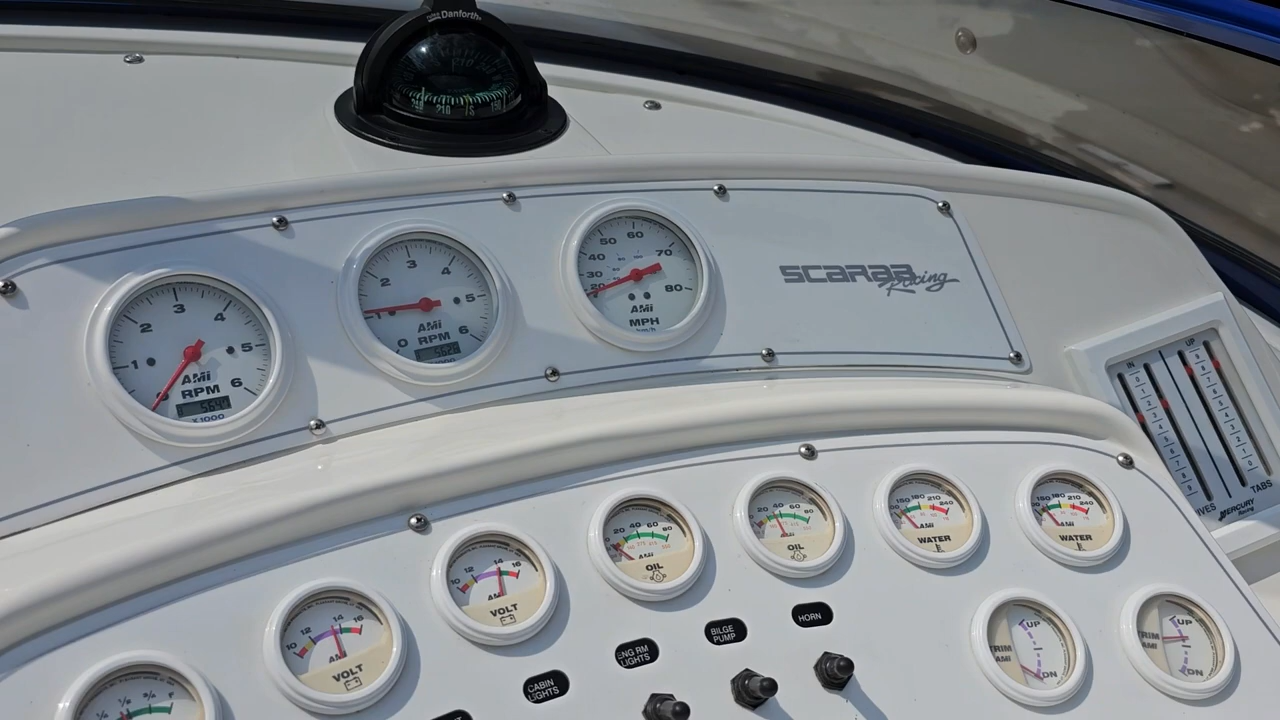 Danforth
240
210
S
150
1
2
3
4
5
6
AMi
RPM
X1000
0
2
3
4
5
6
AMi
RPM
20
30
40
50
60
70
80
AMi
MPH
SCARAB
Racing
IN
UP
TABS
MERCURY
Racing
10
12
14
16
VOLT
10
12
14
16
VOLT
20
40
60
80
AMi
OIL
20
40
60
80
AMi
OIL
150
180
210
240
AMi
WATER
150
180
210
240
AMi
WATER
UP
TRIM
AMI
DN
UP
TRIM
AMI
DN
HORN
BILGE
PUMP
ENG RM
LIGHTS
CABIN
LIGHTS